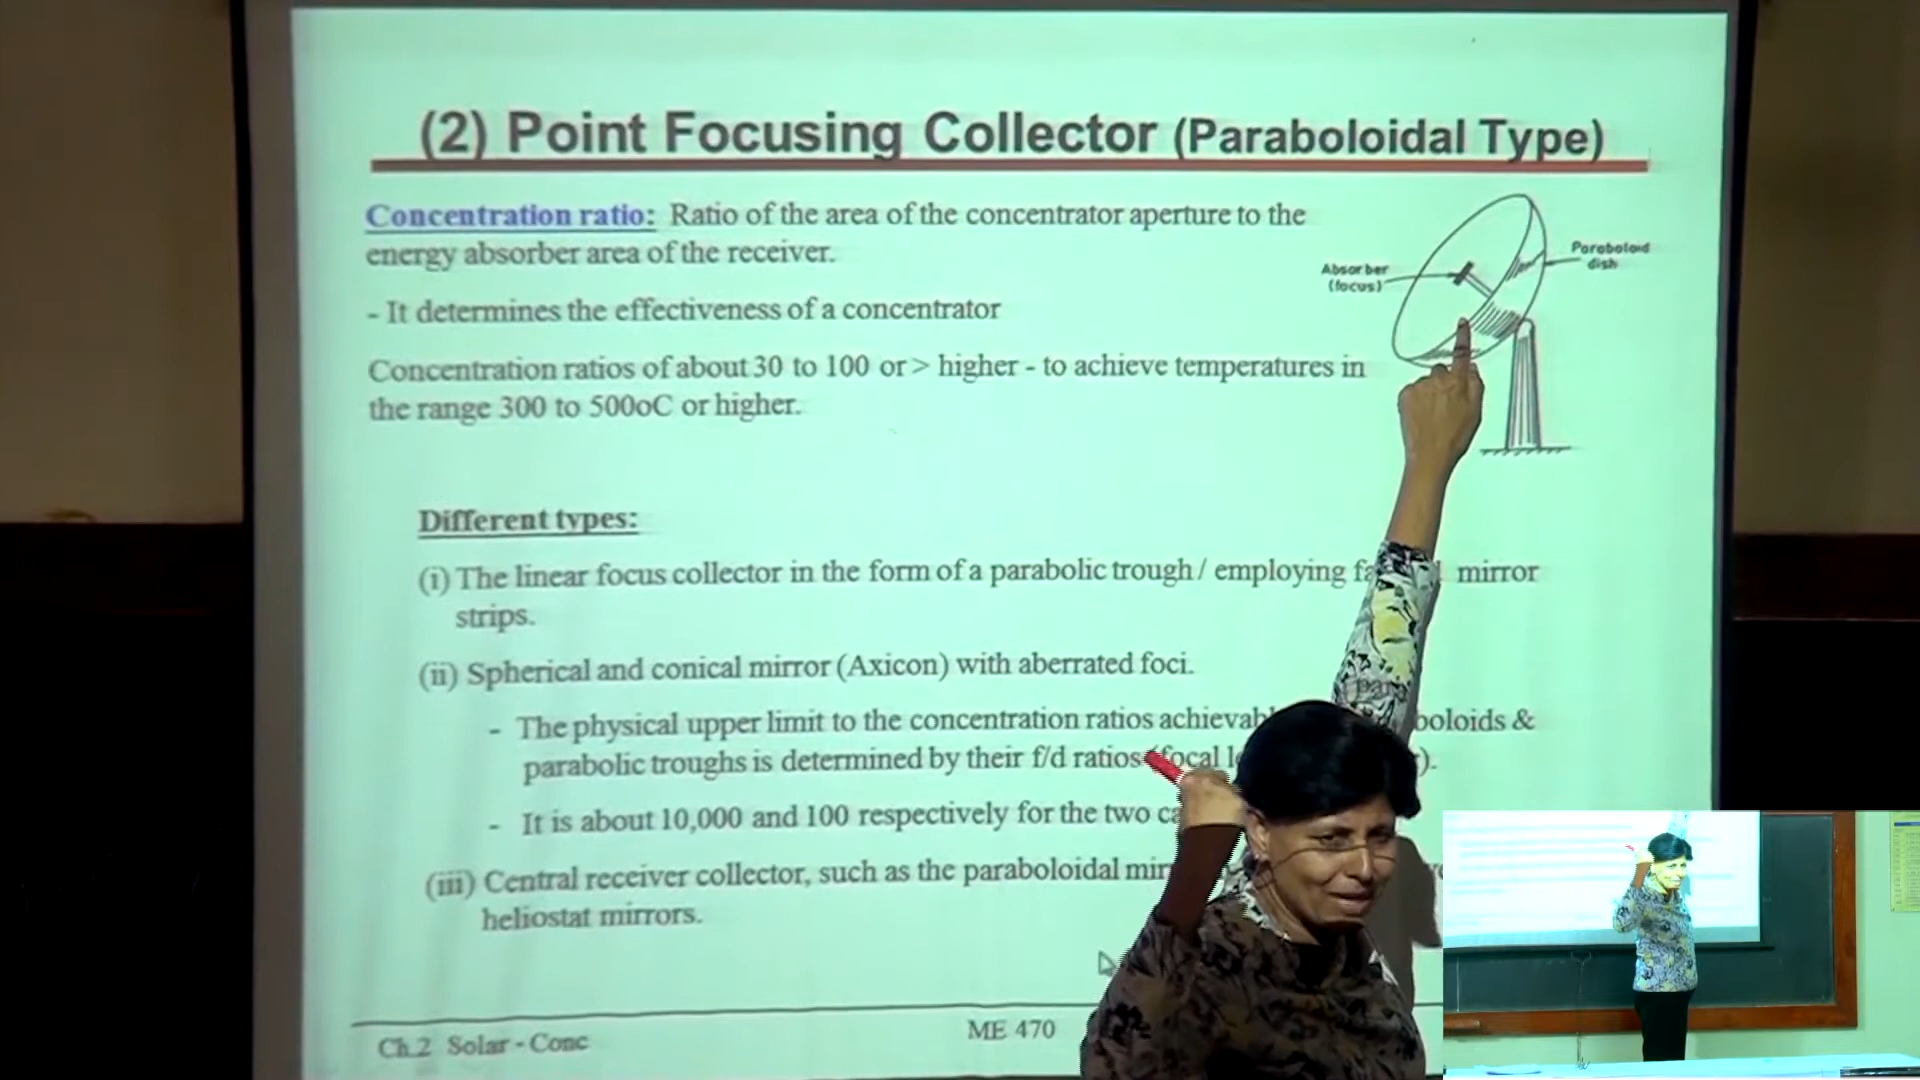 (2) Point Focusing Collector (Paraboloidal Type)
Concentration ratio: Ratio of the area of the concentrator aperture to the
energy absorber area of the receiver.
- It determines the effectiveness of a concentrator
Concentration ratios of about 30 to 100 or > higher - to achieve temperatures in
the range 300 to 500oC or higher.
Absorber
(focus)
Paraboloid
dish
Different types:
(i) The linear focus collector in the form of a parabolic trough / employing mirror
strips.
(ii) Spherical and conical mirror (Axicon) with aberrated foci.
- The physical upper limit to the concentration ratios &
parabolic troughs is determined by their f/d ratios (focal
- It is about 10,000 and 100 respectively for the two
(iii) Central receiver collector, such as the paraboloidal
heliostat mirrors.
Ch.2 Solar - Conc
ME 470